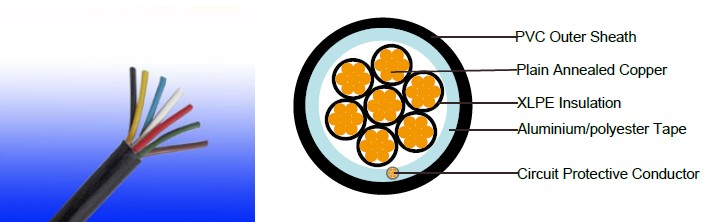 PVC Outer Sheath
Plain Annealed Copper
XLPE Insulation
Aluminium/polyester Tape
Circuit Protective Conductor